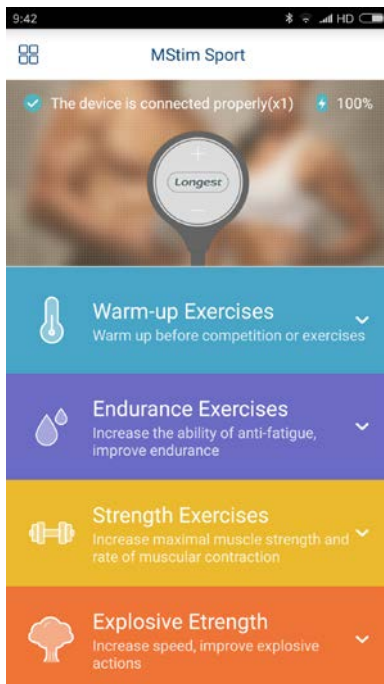 9:42
HD
MStim Sport
The device is connected properly(x1)
100%
Longest
Warm-up Exercises
Warm up before competition or exercises
Endurance Exercises
Increase the ability of anti-fatigue,
improve endurance
Strength Exercises
Increase maximal muscle strength and
rate of muscular contraction
Explosive Etrength
Increase speed, improve explosive
actions